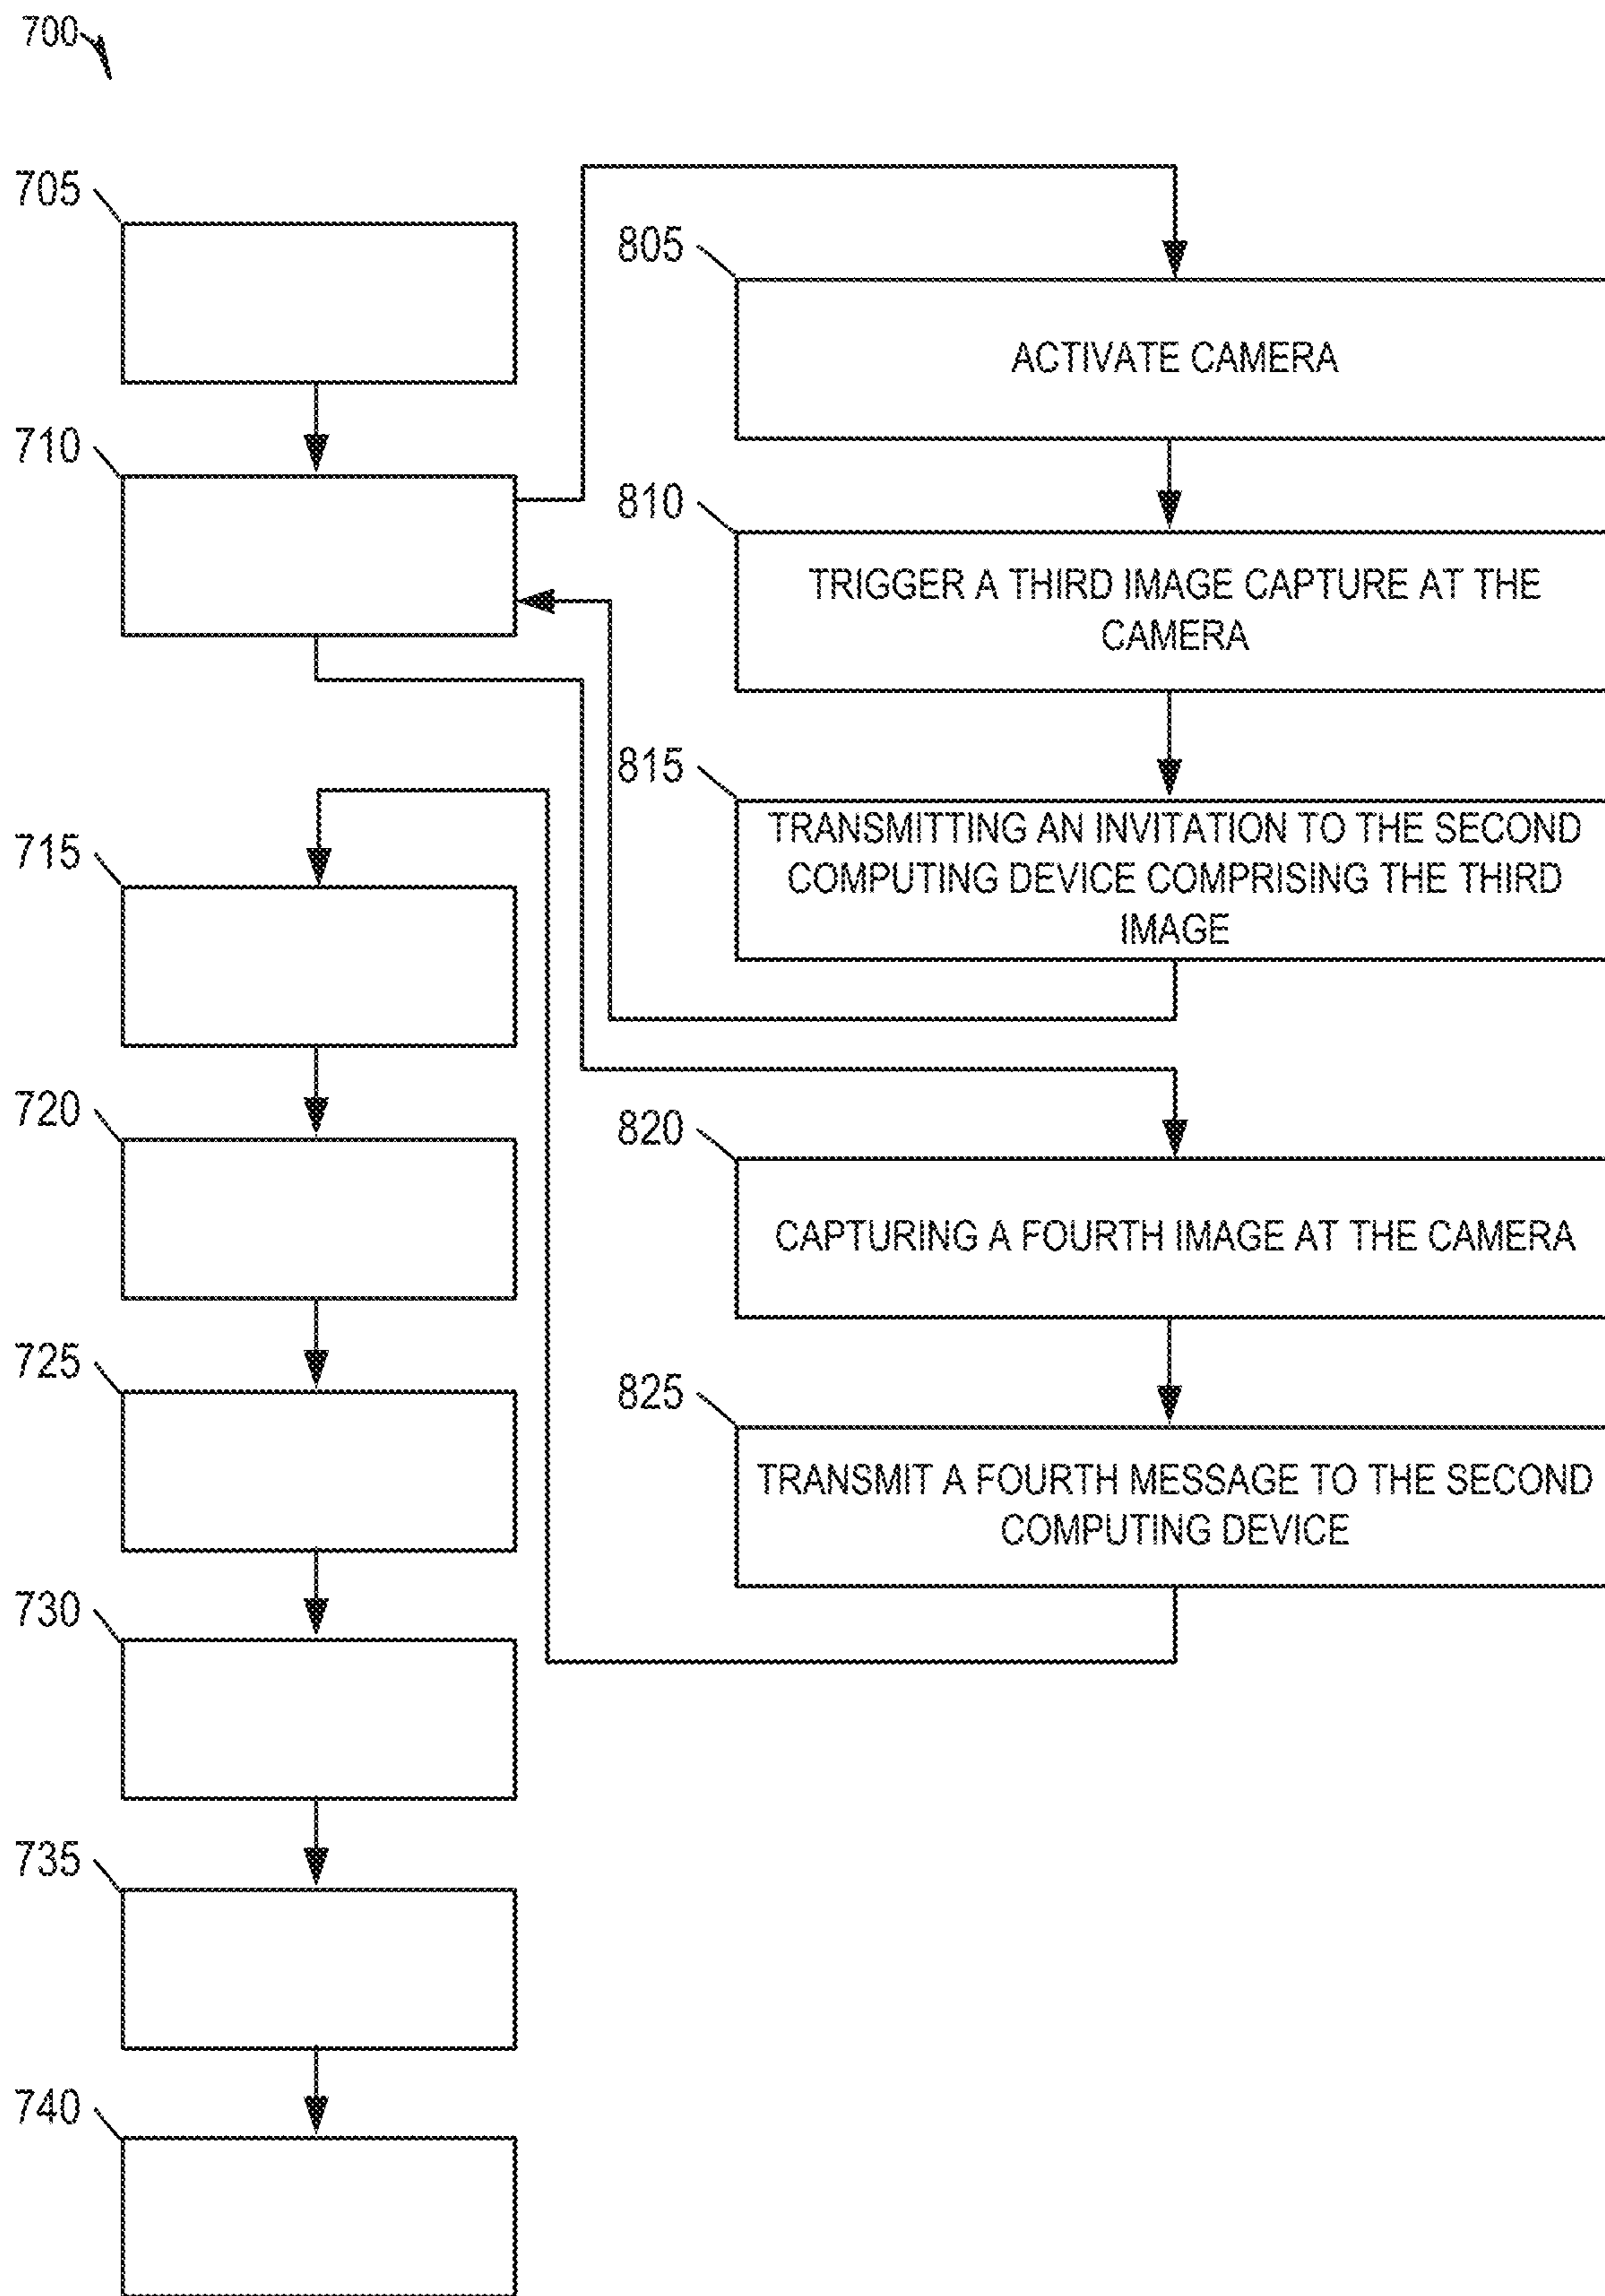 700
705
710
805
ACTIVATE CAMERA
810
TRIGGER A THIRD IMAGE CAPTURE AT THE
CAMERA
815
TRANSMITTING AN INVITATION TO THE SECOND
COMPUTING DEVICE COMPRISING THE THIRD
IMAGE
715
720
725
730
735
740
820
CAPTURING A FOURTH IMAGE AT THE CAMERA
825
TRANSMIT A FOURTH MESSAGE TO THE SECOND
COMPUTING DEVICE